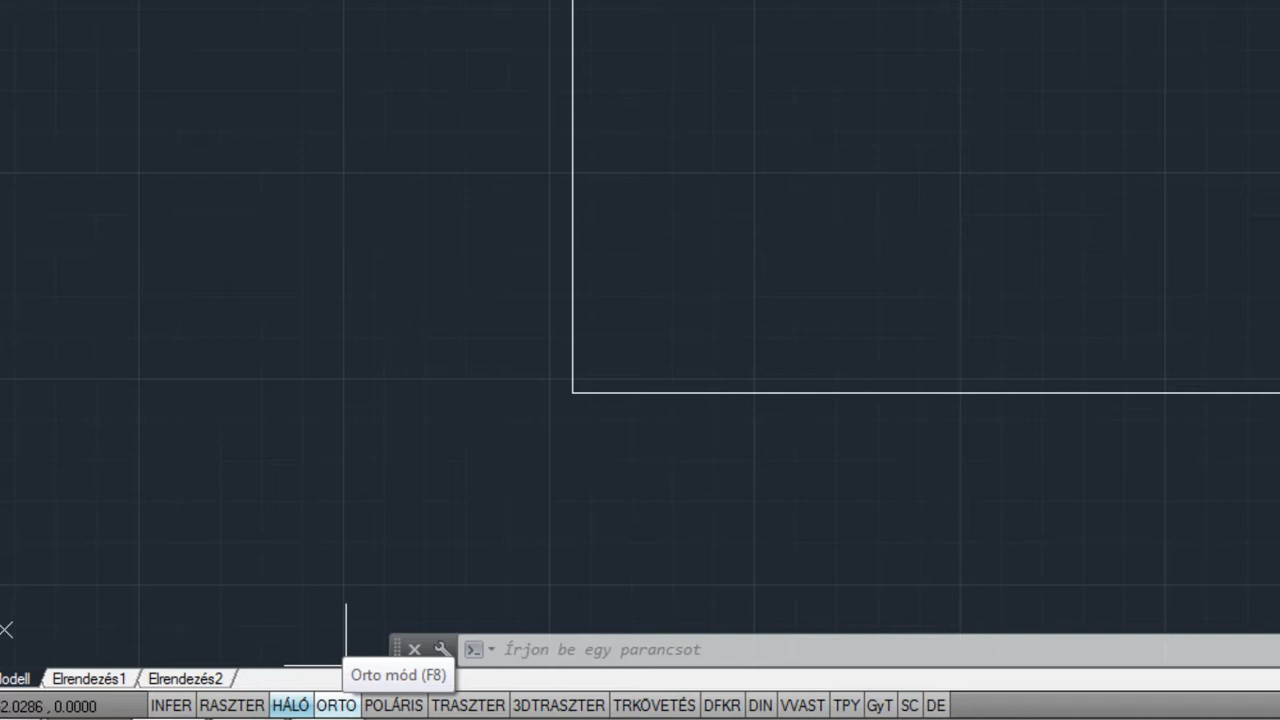 Írjon be egy parancsot
Elrendezés1 Elrendezés2
Orto mód (F8)
2.0286 , 0.0000 INFER RASZTER HÁLÓ ORTO POLÁRIS TRASZTER 3DTRASZTER TRKÖVETÉS DFKR DIN VVAST TPY GyT SC DE